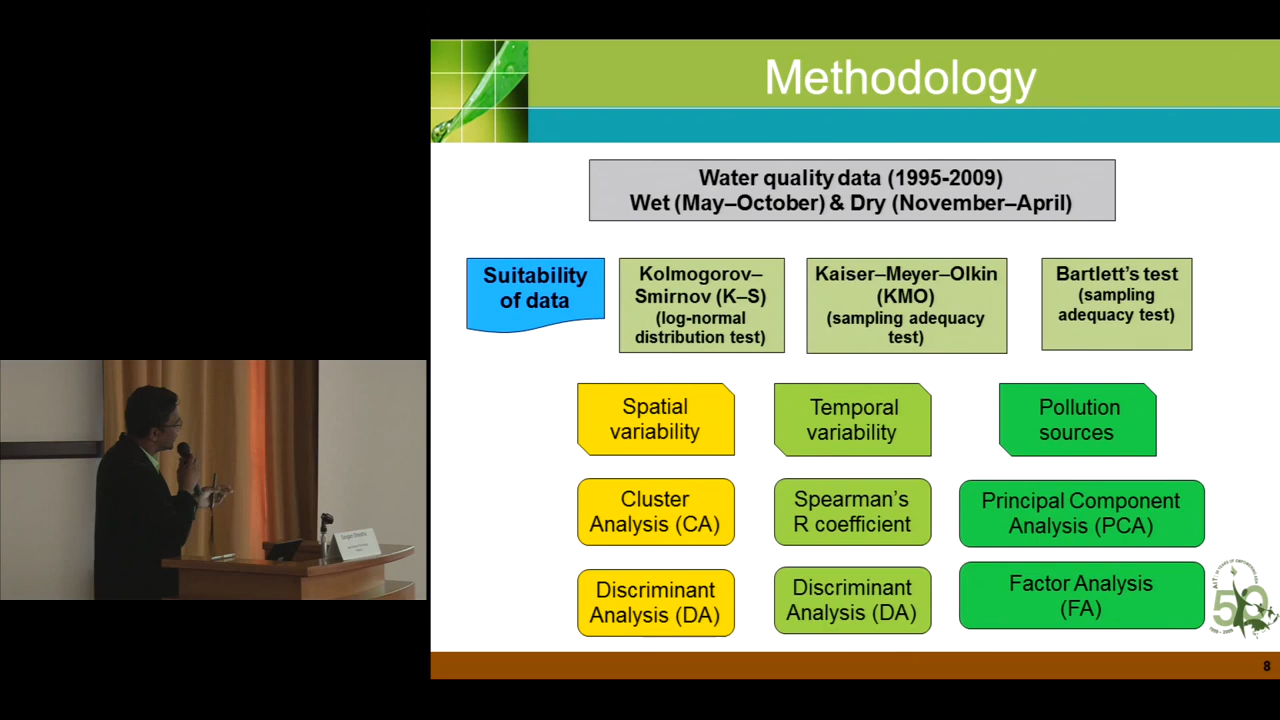 Methodology
Water quality data (1995-2009)
Wet (May–October) & Dry (November–April)
Suitability
of data
Kolmogorov–
Smirnov (K–S)
(log-normal
distribution test)
Kaiser–Meyer–Olkin
(KMO)
(sampling adequacy
test)
Bartlett’s test
(sampling
adequacy test)
Spatial
variability
Temporal
variability
Pollution
sources
Cluster
Analysis (CA)
Spearman’s
R coefficient
Principal Component
Analysis (PCA)
Discriminant
Analysis (DA)
Discriminant
Analysis (DA)
Factor Analysis
(FA)
50
8